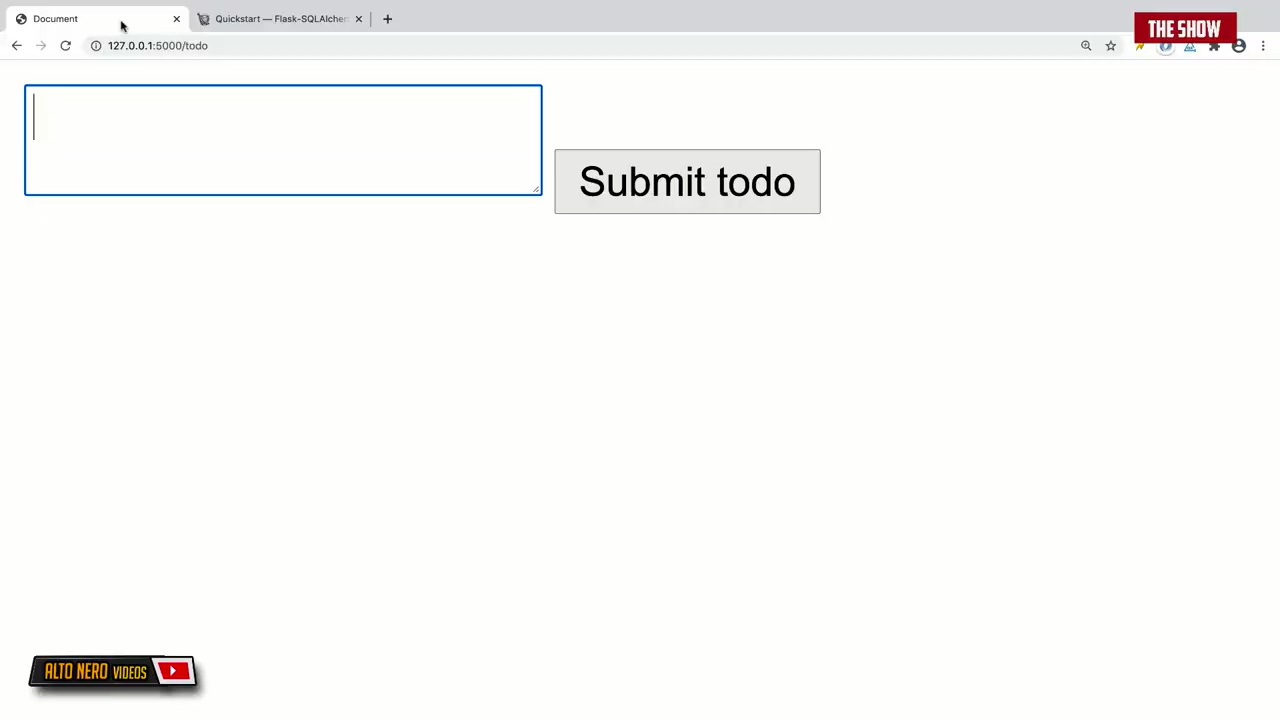 Document
Quickstart — Flask-SQLAlchem
THE SHOW
127.0.0.1:5000/todo
Submit todo
ALTO NERO VIDEOS